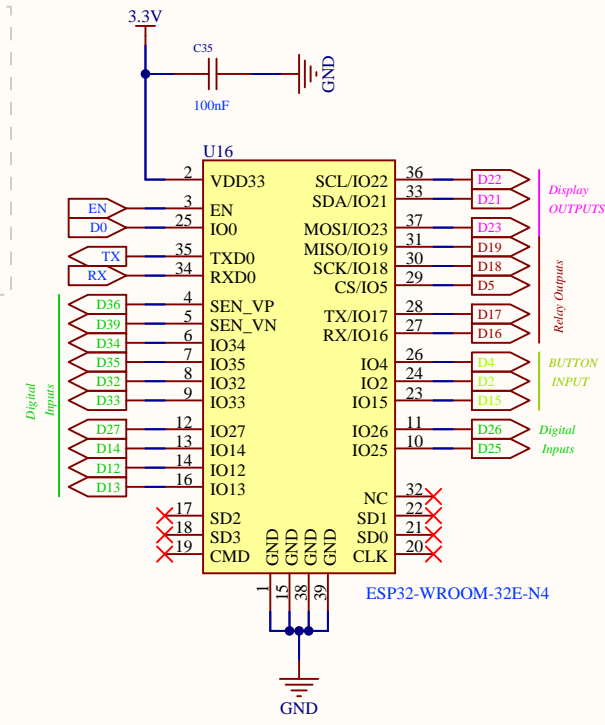 3.3V
C35
GND
100nF
U16
2 VDD33 SCL/IO22 36 D22
SDA/IO21 33 D21
Display
OUTPUTS
EN 3 EN
D0 25 IO0 MOSI/IO23 37 D23
MISO/IO19 31 D19
TX 35 TXD0 SCK/IO18 30 D18
RX 34 RXD0 CS/IO5 29 D5
Relay Outputs
D36 4 SEN_VP TX/IO17 28 D17
D39 5 SEN_VN RX/IO16 27 D16
D34 6 IO34
D35 7 IO35 IO4 26 D4
D32 8 IO32 IO2 24 D2
D33 9 IO33 IO15 23 D15
BUTTON
INPUT
Digital
Inputs
D27 12 IO27 IO26 11 D26
D14 13 IO14 IO25 10 D25
Digital
Inputs
D12 14 IO12
D13 16 IO13 NC 32
17 SD2 SD1 22
18 SD3 SD0 21
19 CMD CLK 20
GND GND GND GND
1 15 38 39
ESP32-WROOM-32E-N4
GND